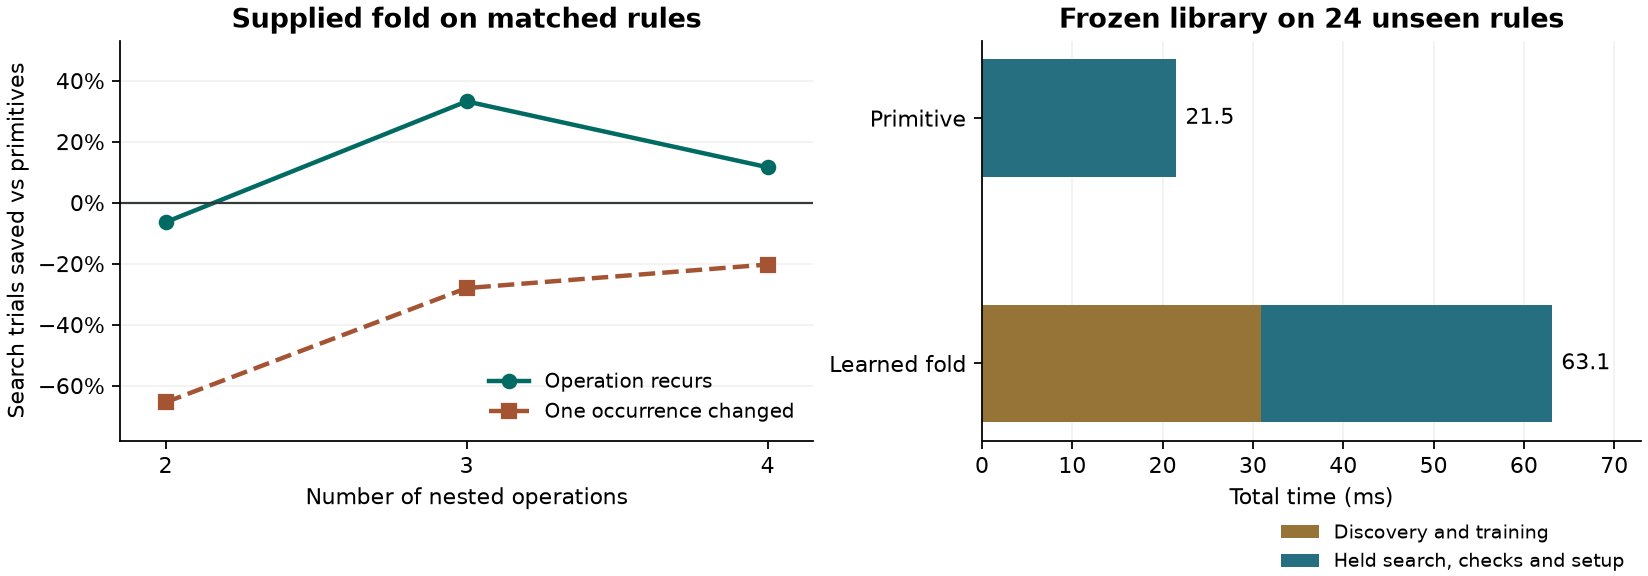 Supplied fold on matched rules
Search trials saved vs primitives
40%
20%
0%
−20%
−40%
−60%
Operation recurs
One occurrence changed
2
3
4
Number of nested operations
Frozen library on 24 unseen rules
Primitive
21.5
Learned fold
63.1
0
10
20
30
40
50
60
70
Total time (ms)
Discovery and training
Held search, checks and setup